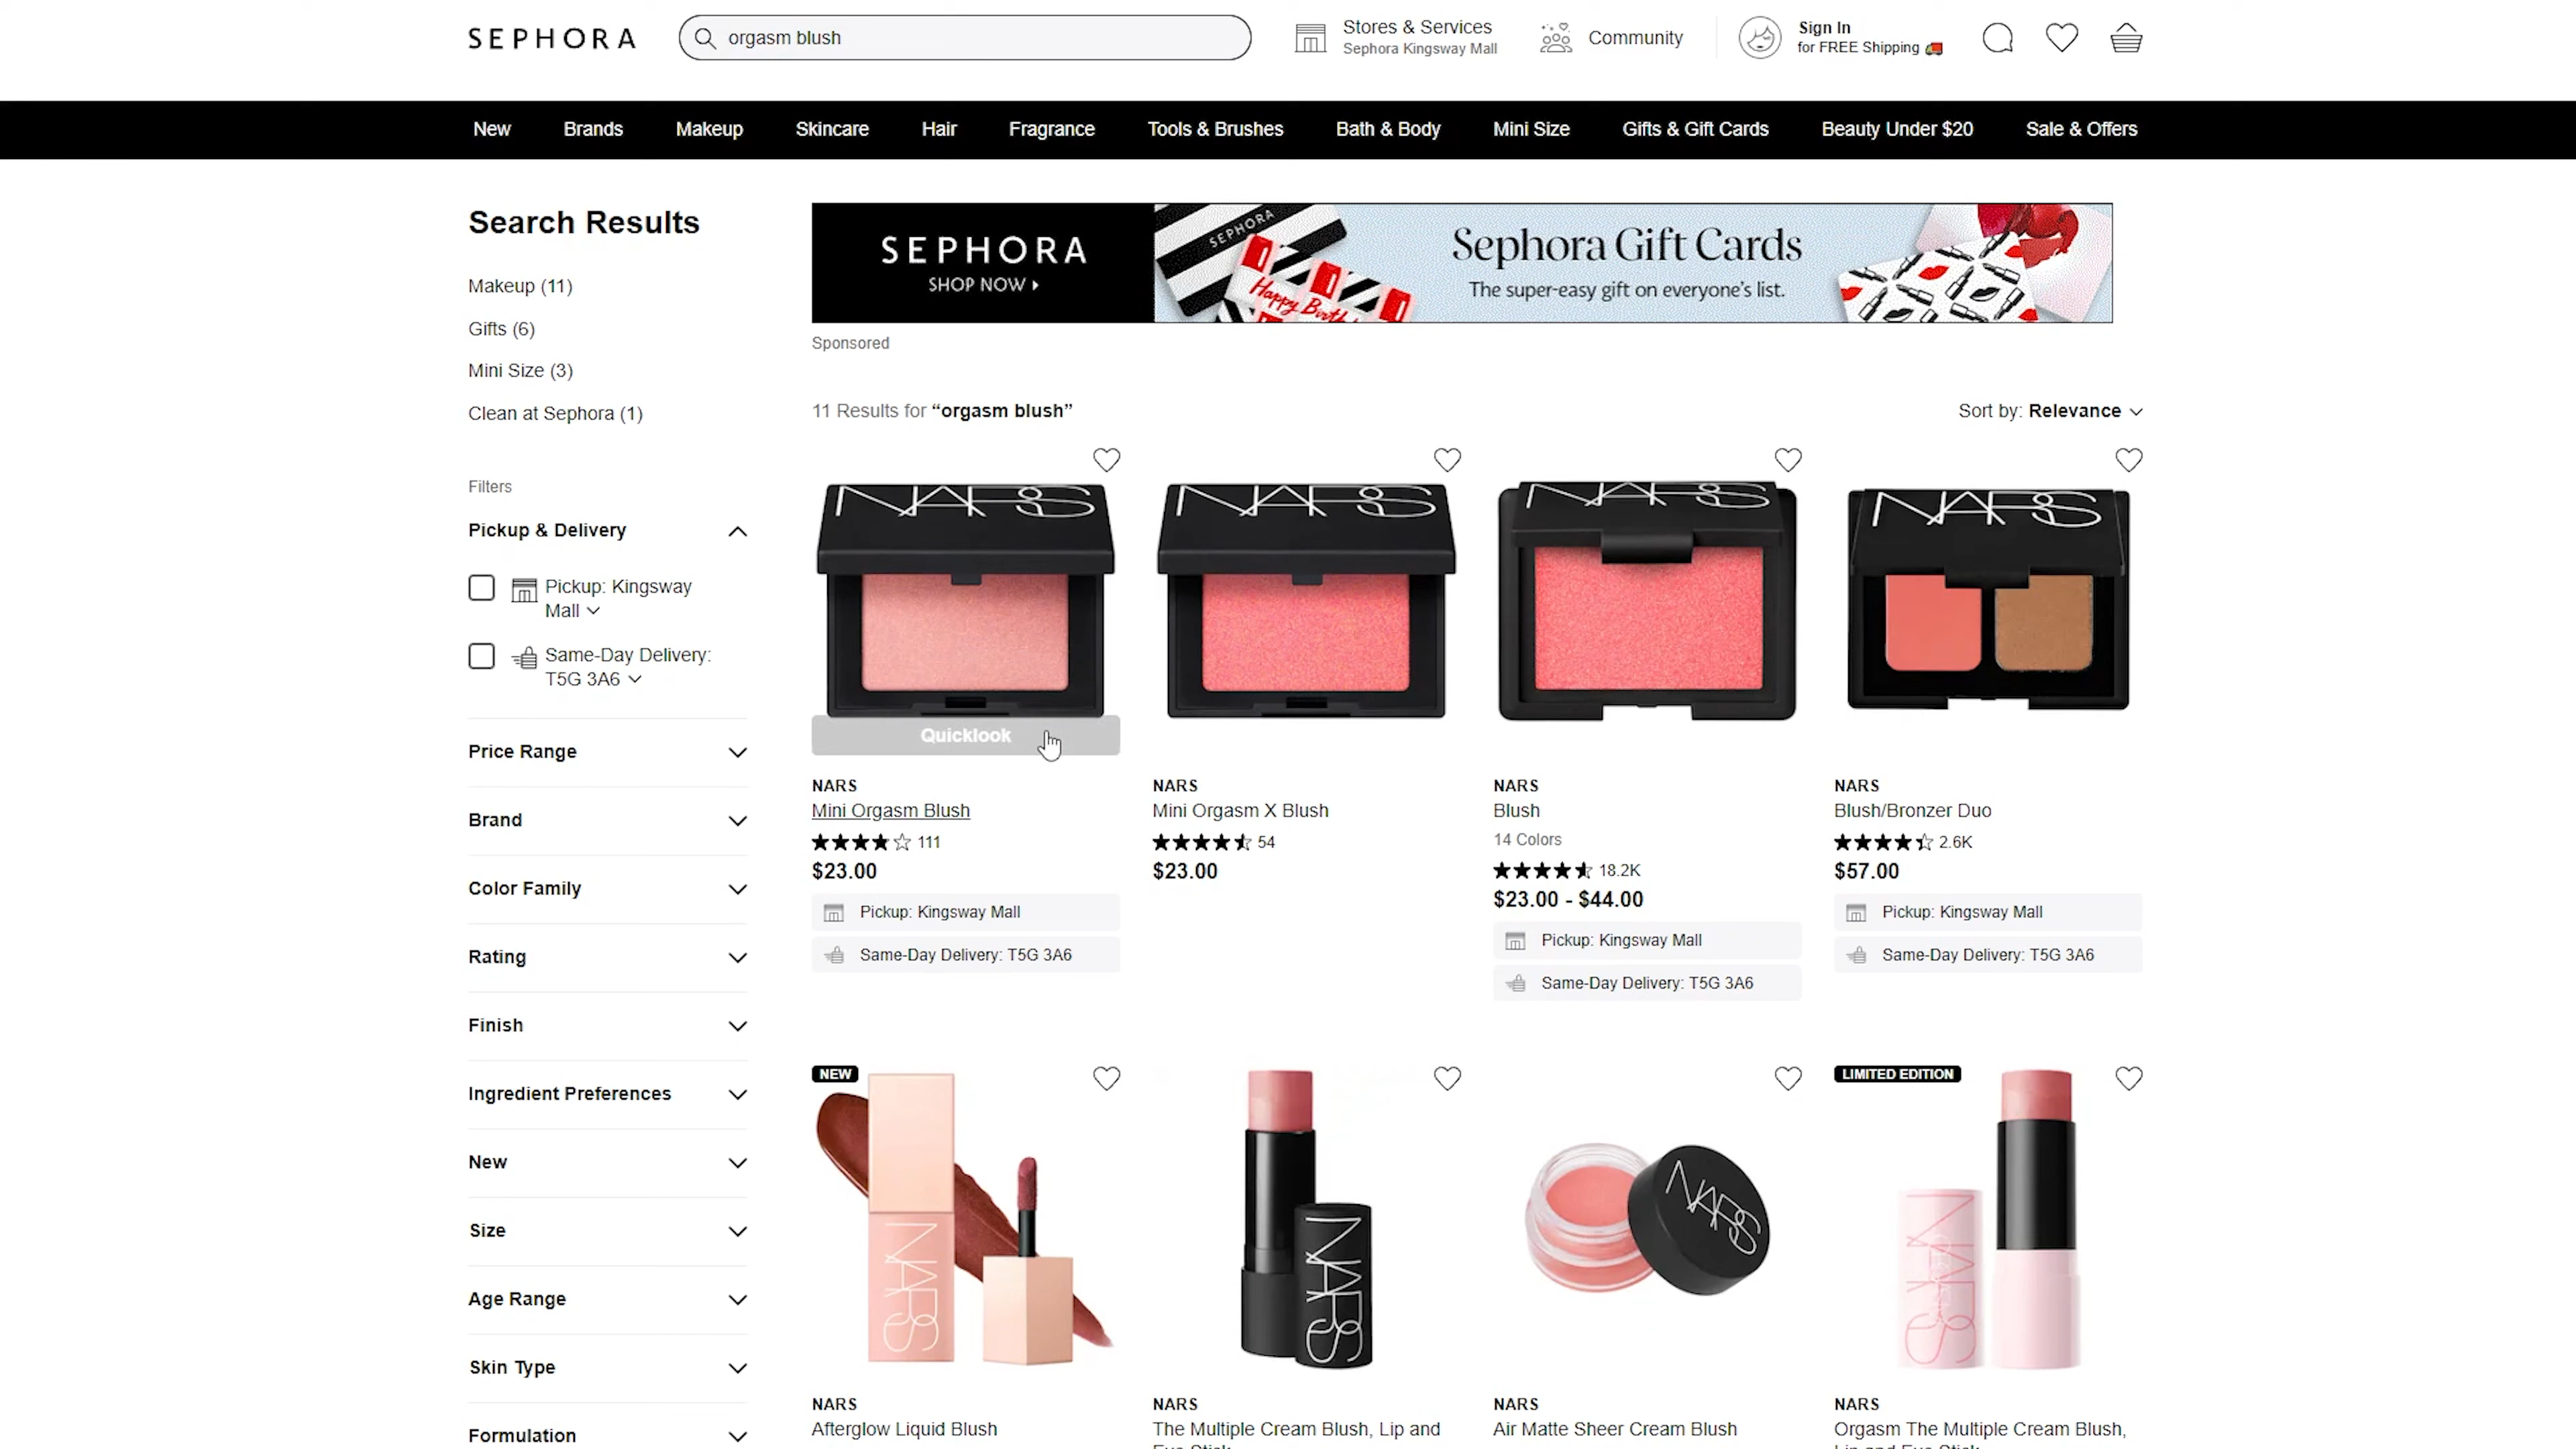 SEPHORA
orgasm blush
Stores & Services
Sephora Kingsway Mall
Community
Sign In
for FREE Shipping
New
Brands
Makeup
Skincare
Hair
Fragrance
Tools & Brushes
Bath & Body
Mini Size
Gifts & Gift Cards
Beauty Under $20
Sale & Offers
Search Results
Makeup (11)
Gifts (6)
Mini Size (3)
Clean at Sephora (1)
Filters
Pickup & Delivery
Pickup: Kingsway
Mall
Same-Day Delivery:
T5G 3A6
Price Range
Brand
Color Family
Rating
Finish
Ingredient Preferences
New
Size
Age Range
Skin Type
Formulation
SEPHORA
SHOP NOW
SEPHORA
Happy
Sephora Gift Cards
The super-easy gift on everyone's list.
Sponsored
11 Results for “orgasm blush”
Sort by: Relevance
NARS
Quicklook
NARS
Mini Orgasm Blush
111
$23.00
Pickup: Kingsway Mall
Same-Day Delivery: T5G 3A6
NARS
NARS
Mini Orgasm X Blush
54
$23.00
NARS
NARS
Blush
14 Colors
18.2K
$23.00 - $44.00
Pickup: Kingsway Mall
Same-Day Delivery: T5G 3A6
NARS
NARS
Blush/Bronzer Duo
2.6K
$57.00
Pickup: Kingsway Mall
Same-Day Delivery: T5G 3A6
NEW
NARS
NARS
Afterglow Liquid Blush
NARS
NARS
The Multiple Cream Blush, Lip and
NARS
NARS
Air Matte Sheer Cream Blush
LIMITED EDITION
NARS
NARS
Orgasm The Multiple Cream Blush,